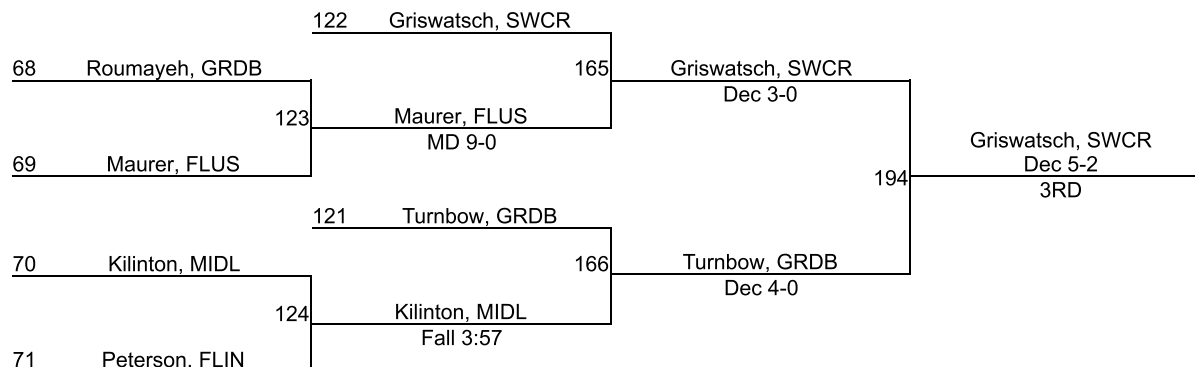 122 Griswatsch, SWCR
68 Roumayeh, GRDB
165 Griswatsch, SWCR
Dec 3-0
123 Maurer, FLUS
MD 9-0
69 Maurer, FLUS
Griswatsch, SWCR
194 Dec 5-2
3RD
121 Turnbow, GRDB
70 Kilinton, MIDL
166 Turnbow, GRDB
Dec 4-0
124 Kilinton, MIDL
Fall 3:57
71 Peterson, FLIN